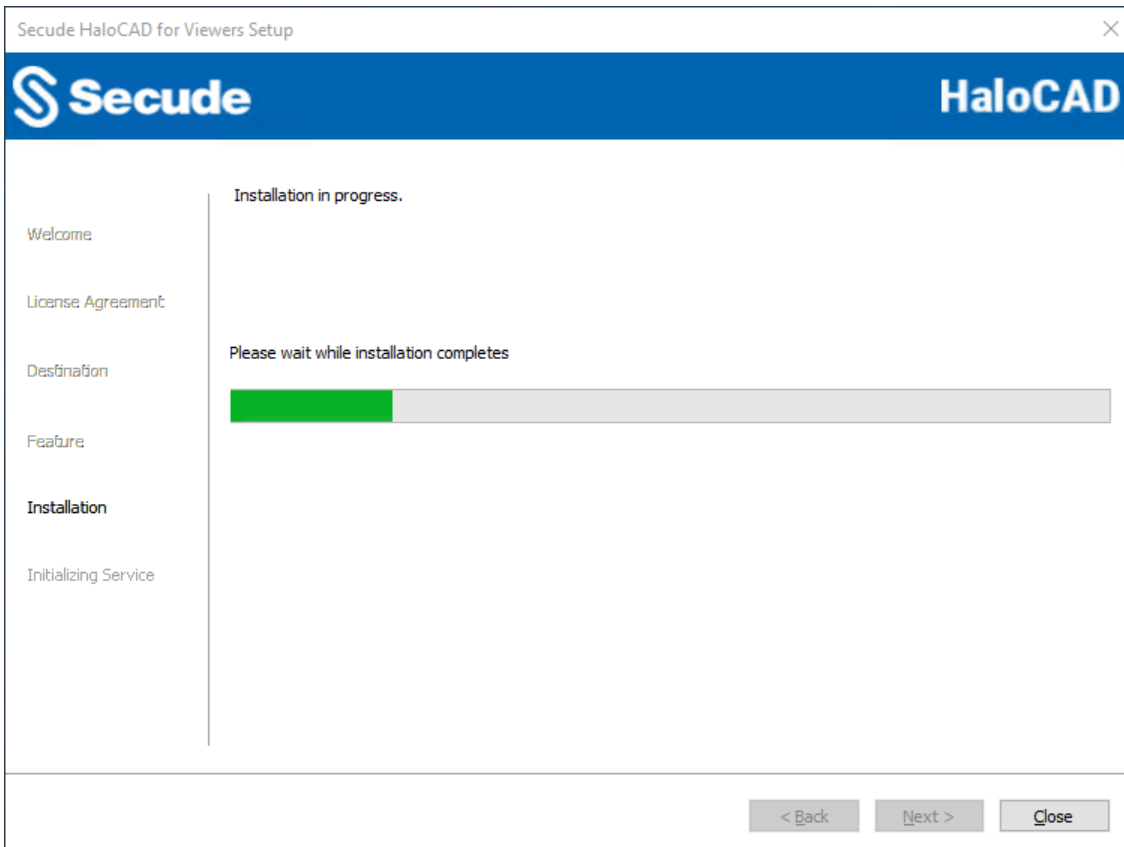 Secude HaloCAD for Viewers Setup
Secude
HaloCAD
Installation in progress.
Welcome
License Agreement
Please wait while installation completes
Destination
Feature
Installation
Initializing Service
< Back
Next >
Close